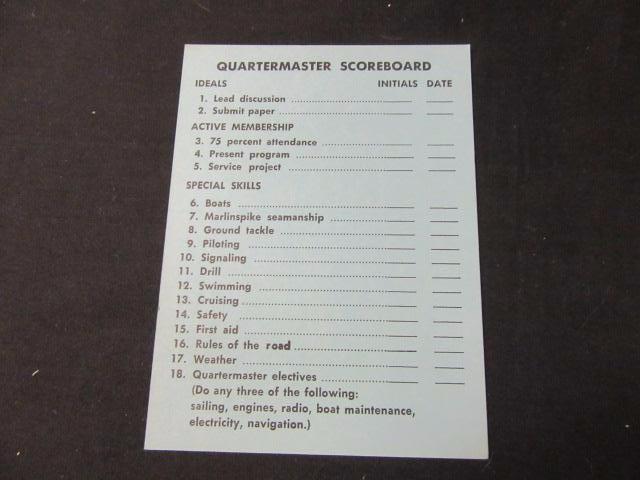 QUARTERMASTER SCOREBOARD
IDEALS INITIALS DATE
1. Lead discussion
2. Submit paper
ACTIVE MEMBERSHIP
3. 75 percent attendance
4. Present program
5. Service project
SPECIAL SKILLS
6. Boats
7. Marlinspike seamanship
8. Ground tackle
9. Piloting
10. Signaling
11. Drill
12. Swimming
13. Cruising
14. Safety
15. First aid
16. Rules of the road
17. Weather
18. Quartermaster electives
(Do any three of the following:
sailing, engines, radio, boat maintenance,
electricity, navigation.)